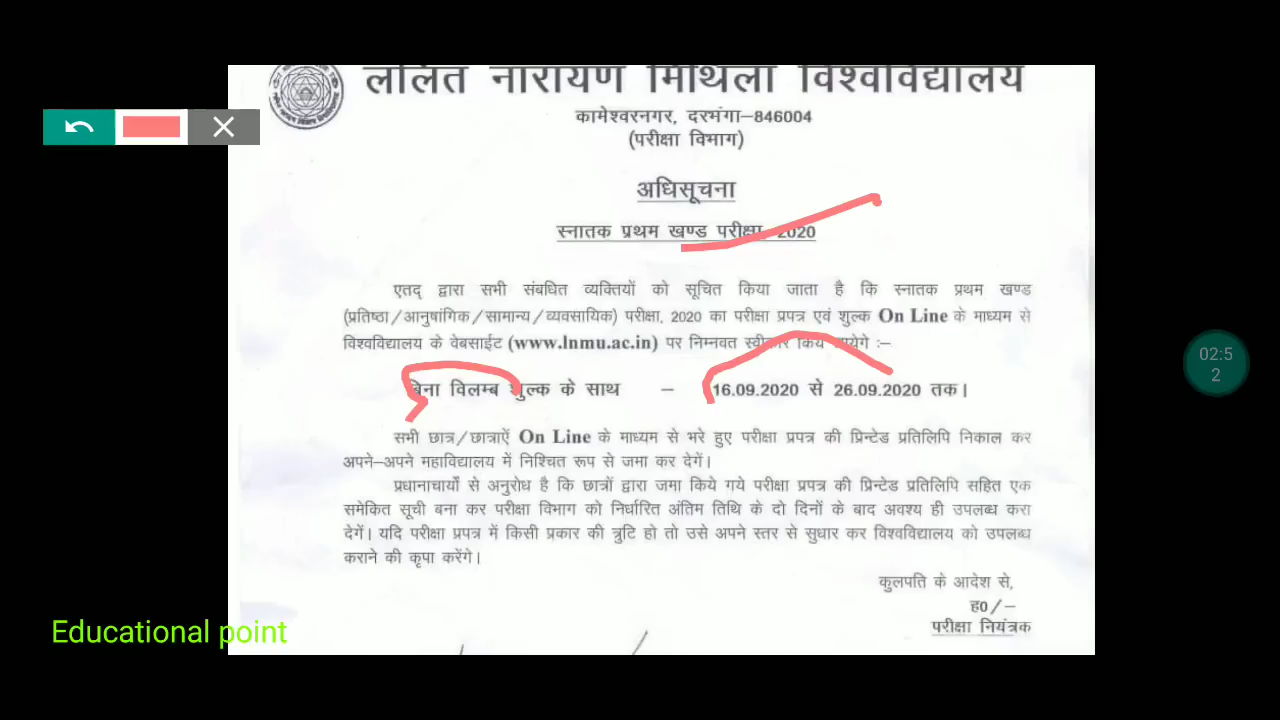 ललित नारायण मिथिला विश्वविद्यालय
कामेश्वरनगर, दरभंगा–846004
(परीक्षा विभाग)
अधिसूचना
स्नातक प्रथम खण्ड परीक्षा, 2020
एतद् द्वारा सभी संबधित व्यक्तियों को सूचित किया जाता है कि स्नातक प्रथम खण्ड
(प्रतिष्ठा/आनुषांगिक/सामान्य/व्यवसायिक) परीक्षा, 2020 का परीक्षा प्रपत्र एवं शुल्क On Line के माध्यम से
विश्वविद्यालय के वेबसाईट (www.lnmu.ac.in) पर निम्नवत स्वीकार किये जायेगे :–
बिना विलम्ब शुल्क के साथ – 16.09.2020 से 26.09.2020 तक।
सभी छात्र/छात्राऐं On Line के माध्यम से भरे हुए परीक्षा प्रपत्र की प्रिन्टेड प्रतिलिपि निकाल कर
अपने–अपने महाविद्यालय में निश्चित रूप से जमा कर देगें।
प्रधानाचार्यो से अनुरोध है कि छात्रों द्वारा जमा किये गये परीक्षा प्रपत्र की प्रिन्टेड प्रतिलिपि सहित एक
समेकित सूची बना कर परीक्षा विभाग को निर्धारित अंतिम तिथि के दो दिनों के बाद अवश्य ही उपलब्ध करा
देगें। यदि परीक्षा प्रपत्र में किसी प्रकार की त्रुटि हो तो उसे अपने स्तर से सुधार कर विश्वविद्यालय को उपलब्ध
कराने की कृपा करेंगे।
कुलपति के आदेश से,
ह0/–
परीक्षा नियंत्रक
Educational point
02:5
2